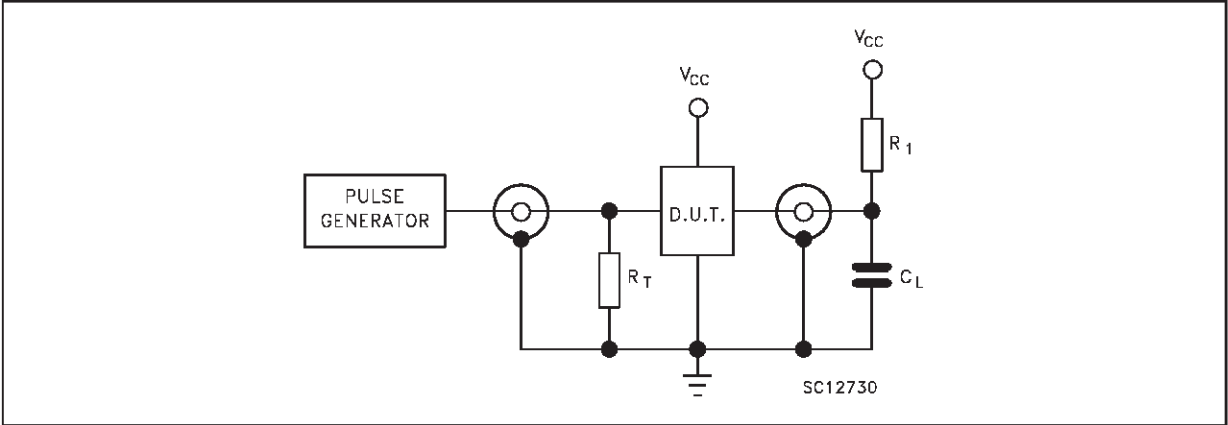 VCC
VCC
R1
PULSE
GENERATOR
D.U.T.
RT
CL
SC12730